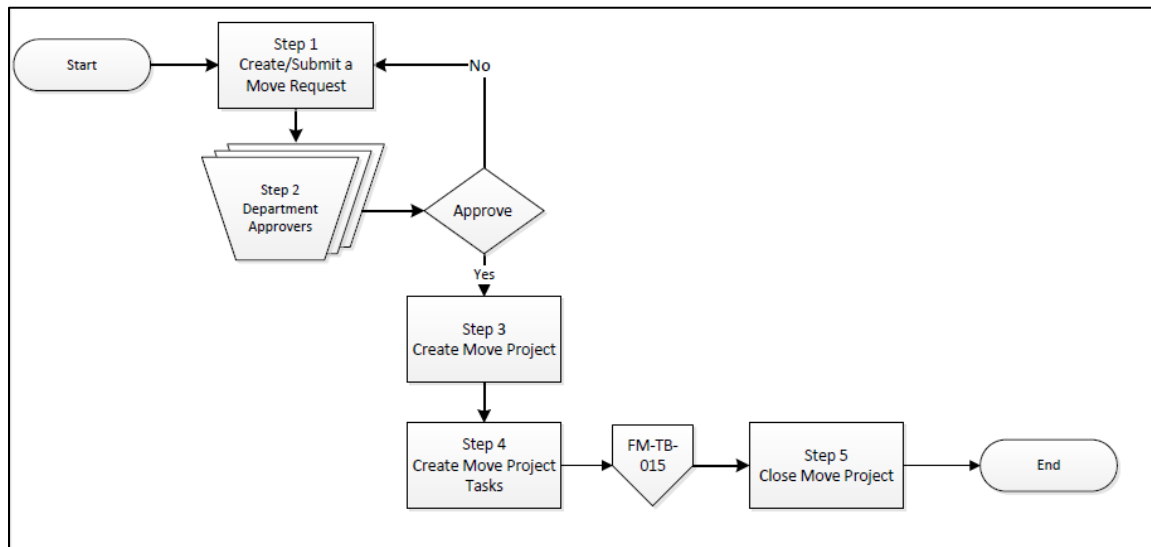 Start
Step 1
Create/Submit a
Move Request
No
Step 2
Department
Approvers
Approve
Yes
Step 3
Create Move Project
Step 4
Create Move Project
Tasks
FM-TB-
015
Step 5
Close Move Project
End